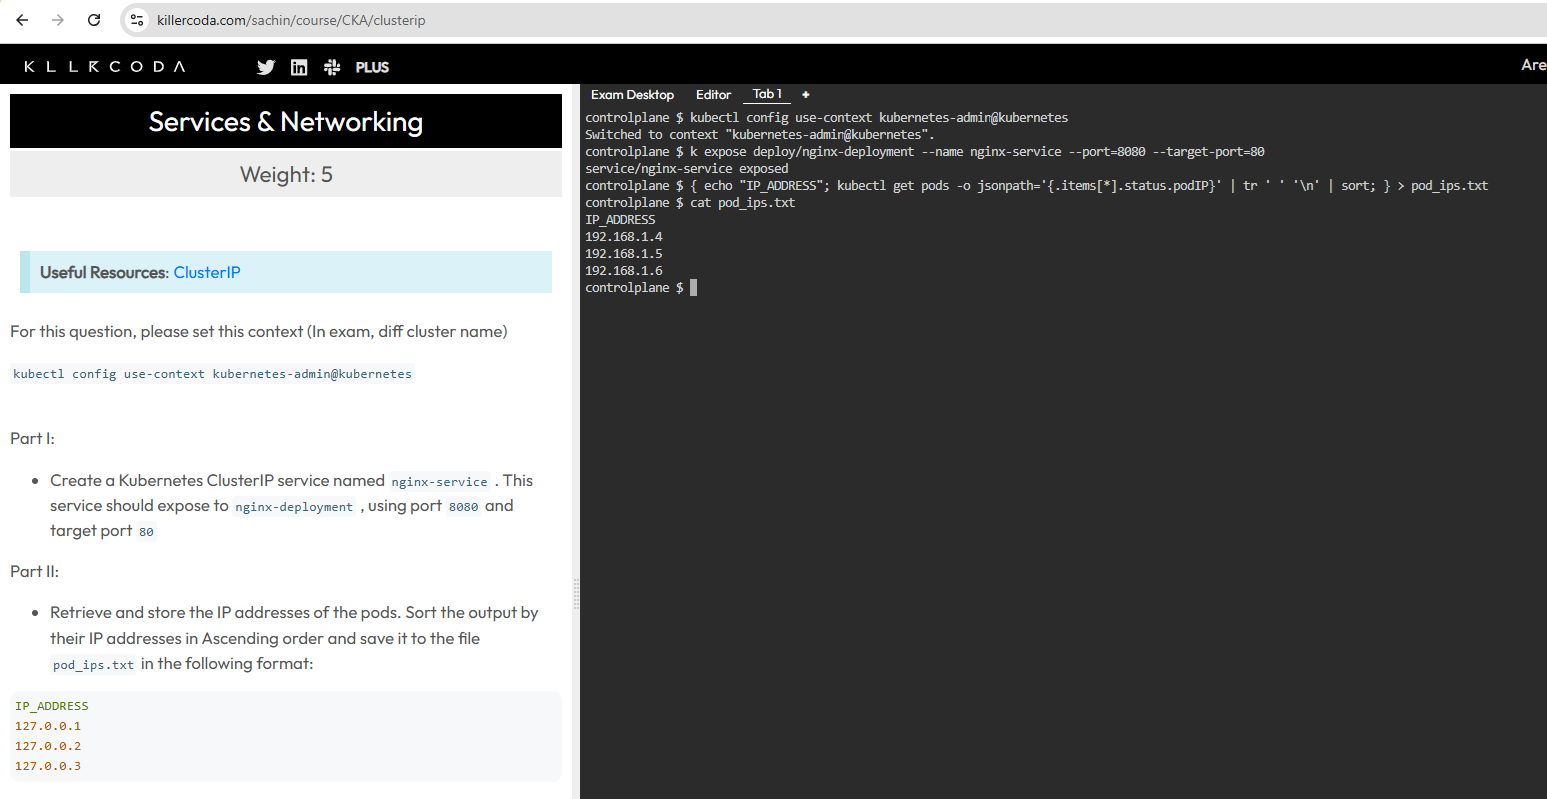 killercoda.com/sachin/course/CKA/clusterip
KLLRCODA
PLUS
Are
Services & Networking
Weight: 5
Useful Resources: ClusterIP
For this question, please set this context (In exam, diff cluster name)
kubectl config use-context kubernetes-admin@kubernetes
Part I:
Create a Kubernetes ClusterIP service named nginx-service . This
service should expose to nginx-deployment , using port 8080 and
target port 80
Part II:
Retrieve and store the IP addresses of the pods. Sort the output by
their IP addresses in Ascending order and save it to the file
pod_ips.txt in the following format:
IP_ADDRESS
127.0.0.1
127.0.0.2
127.0.0.3
Exam Desktop Editor Tab 1 +
controlplane $ kubectl config use-context kubernetes-admin@kubernetes
Switched to context "kubernetes-admin@kubernetes".
controlplane $ k expose deploy/nginx-deployment --name nginx-service --port=8080 --target-port=80
service/nginx-service exposed
controlplane $ { echo "IP_ADDRESS"; kubectl get pods -o jsonpath='{.items[*].status.podIP}' | tr ' ' '\n' | sort; } > pod_ips.txt
controlplane $ cat pod_ips.txt
IP_ADDRESS
192.168.1.4
192.168.1.5
192.168.1.6
controlplane $